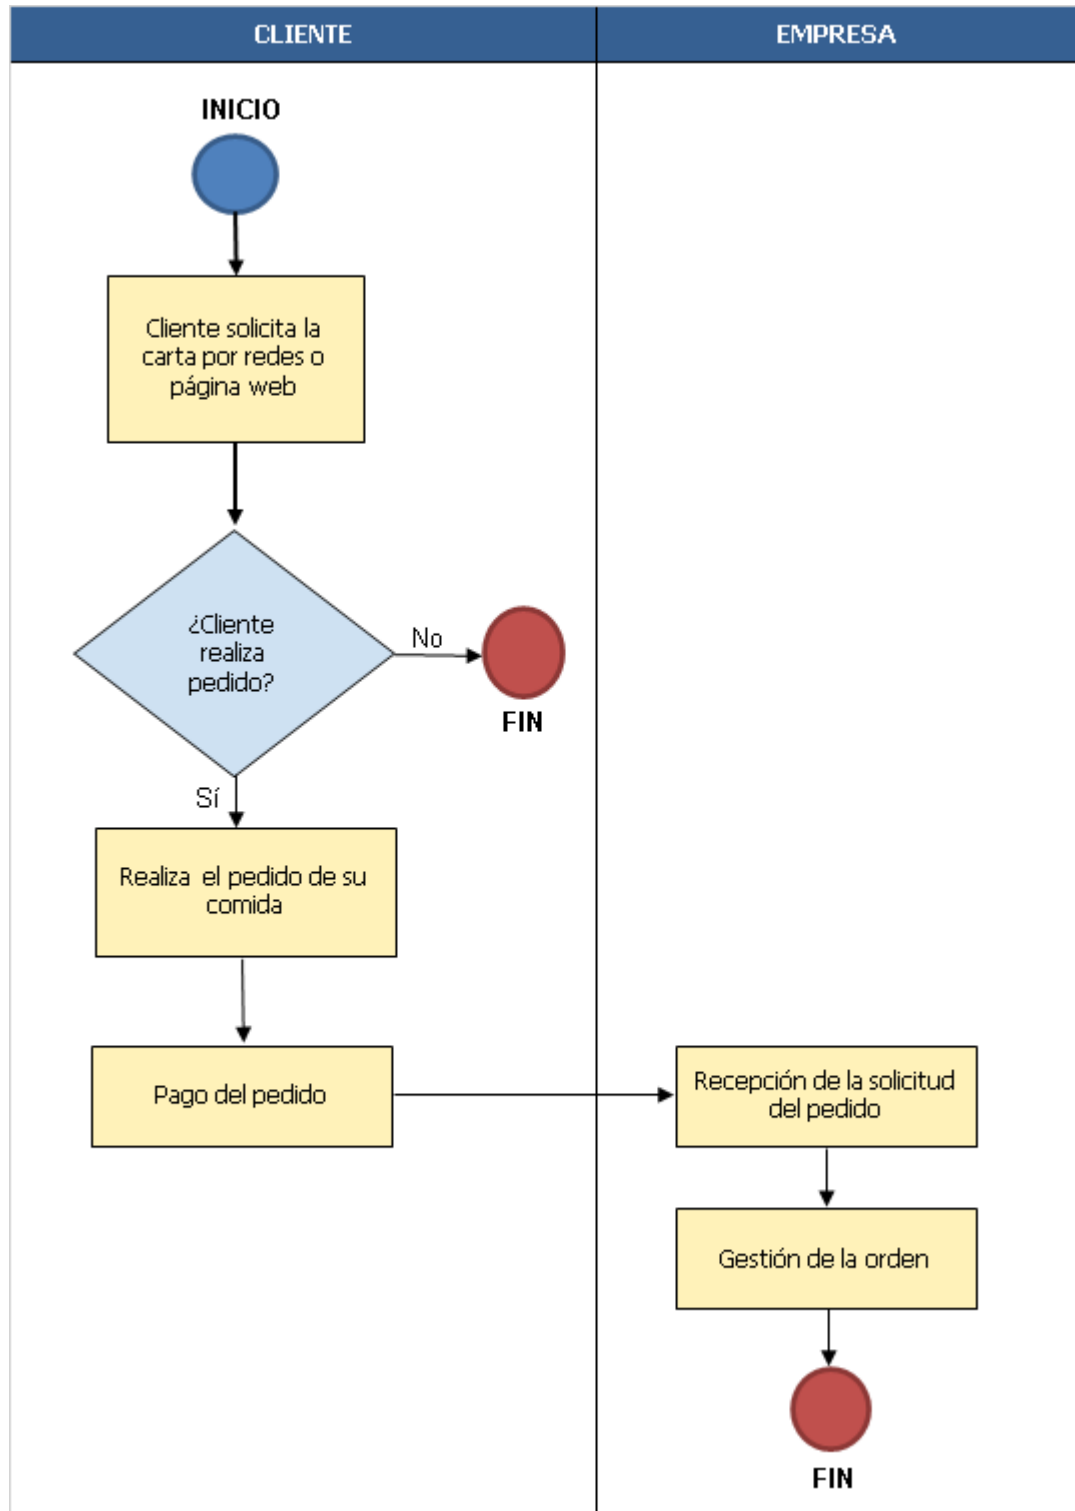 CLIENTE
EMPRESA
INICIO
Cliente solicita la
carta por redes o
página web
¿Cliente
realiza
pedido?
No
FIN
Sí
Realiza el pedido de su
comida
Pago del pedido
Recepción de la solicitud
del pedido
Gestión de la orden
FIN